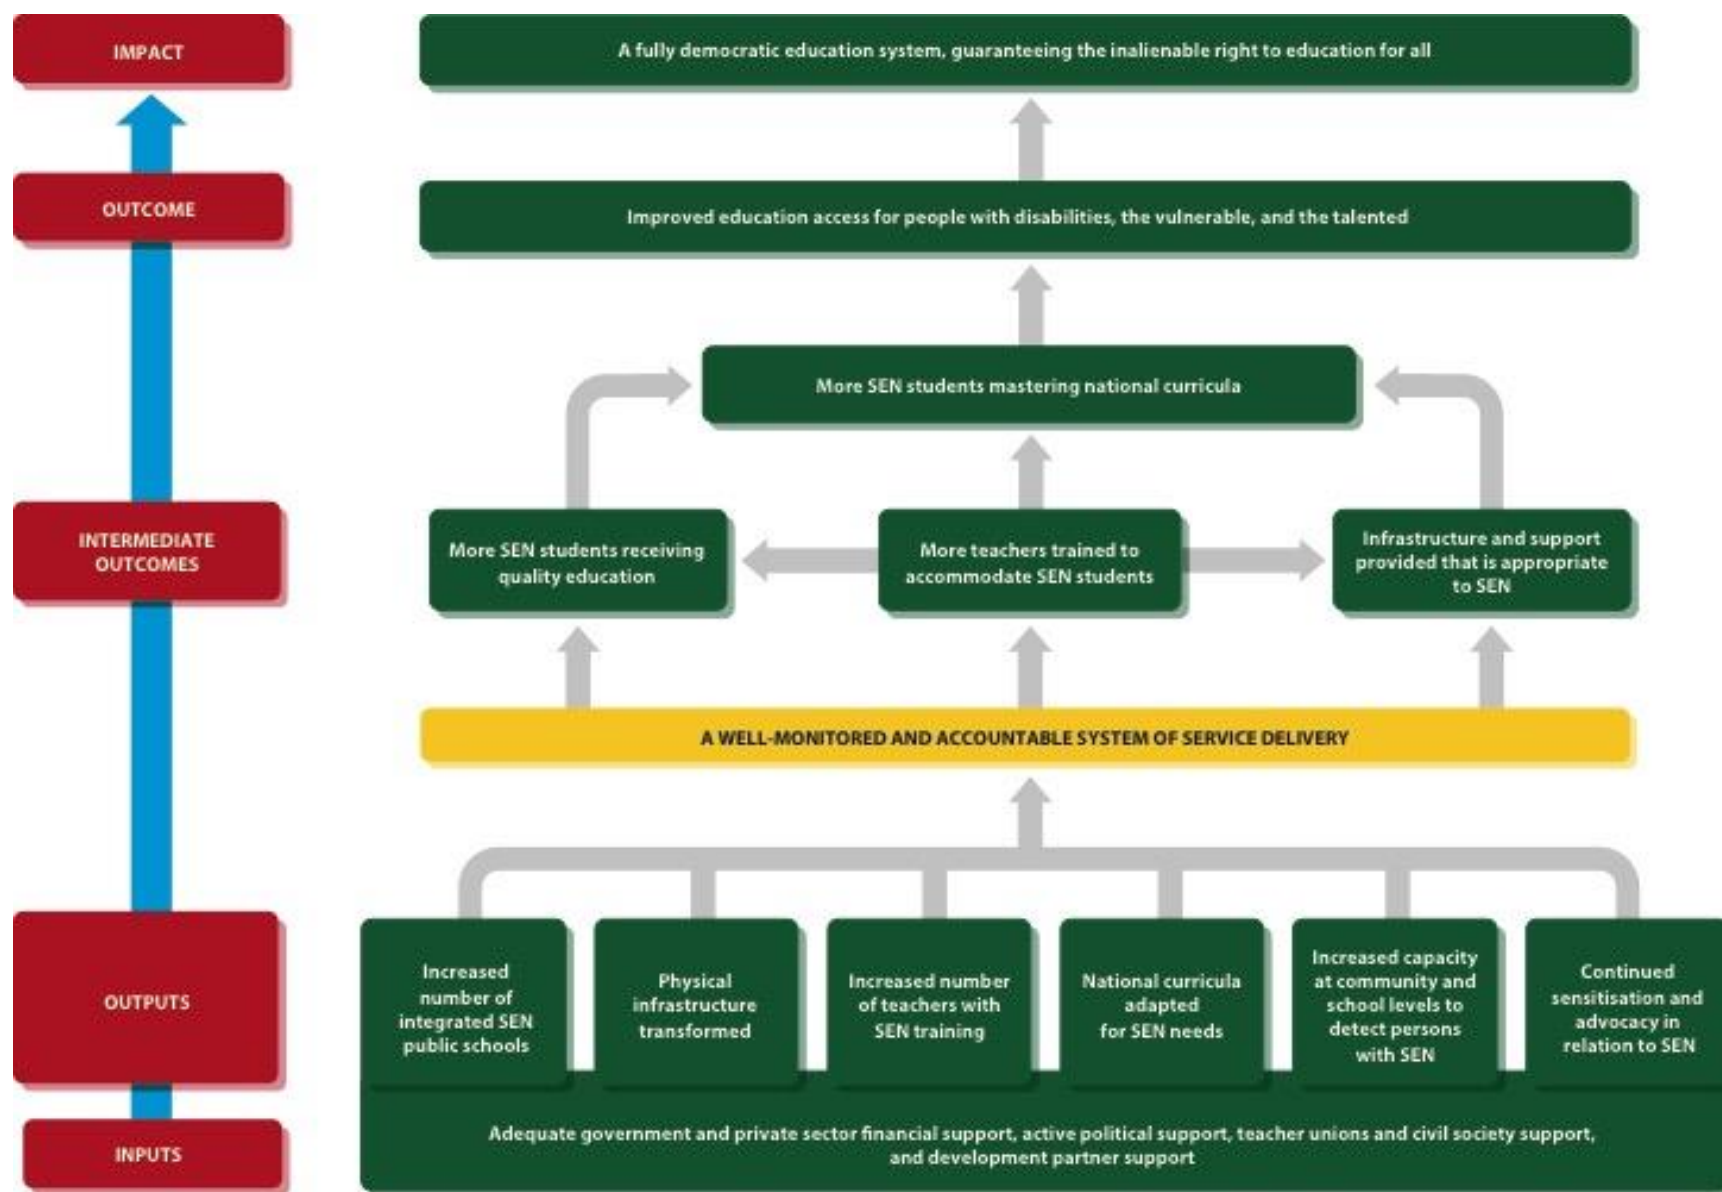 IMPACT
A fully democratic education system, guaranteeing the inalienable right to education for all
OUTCOME
Improved education access for people with disabilities, the vulnerable, and the talented
More SEN students mastering national curricula
INTERMEDIATE
OUTCOMES
More SEN students receiving
quality education
More teachers trained to
accommodate SEN students
Infrastructure and support
provided that is appropriate
to SEN
A WELL-MONITORED AND ACCOUNTABLE SYSTEM OF SERVICE DELIVERY
OUTPUTS
Increased
number of
integrated SEN
public schools
Physical
infrastructure
transformed
Increased number
of teachers with
SEN training
National curricula
adapted
for SEN needs
Increased capacity
at community and
school levels to
detect persons
with SEN
Continued
sensitisation and
advocacy in
relation to SEN
INPUTS
Adequate government and private sector financial support, active political support, teacher unions and civil society support,
and development partner support